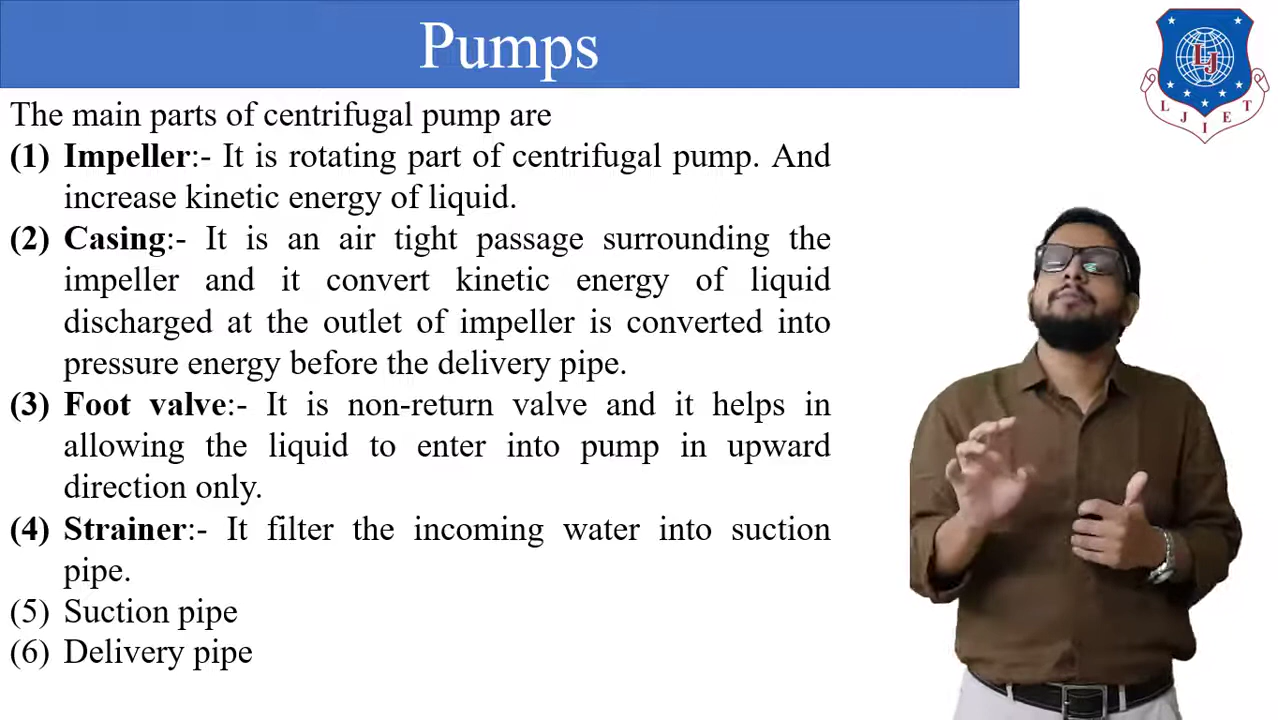 Pumps
LJ
L J I E T
The main parts of centrifugal pump are
(1) Impeller:- It is rotating part of centrifugal pump. And
increase kinetic energy of liquid.
(2) Casing:- It is an air tight passage surrounding the
impeller and it convert kinetic energy of liquid
discharged at the outlet of impeller is converted into
pressure energy before the delivery pipe.
(3) Foot valve:- It is non-return valve and it helps in
allowing the liquid to enter into pump in upward
direction only.
(4) Strainer:- It filter the incoming water into suction
pipe.
(5) Suction pipe
(6) Delivery pipe